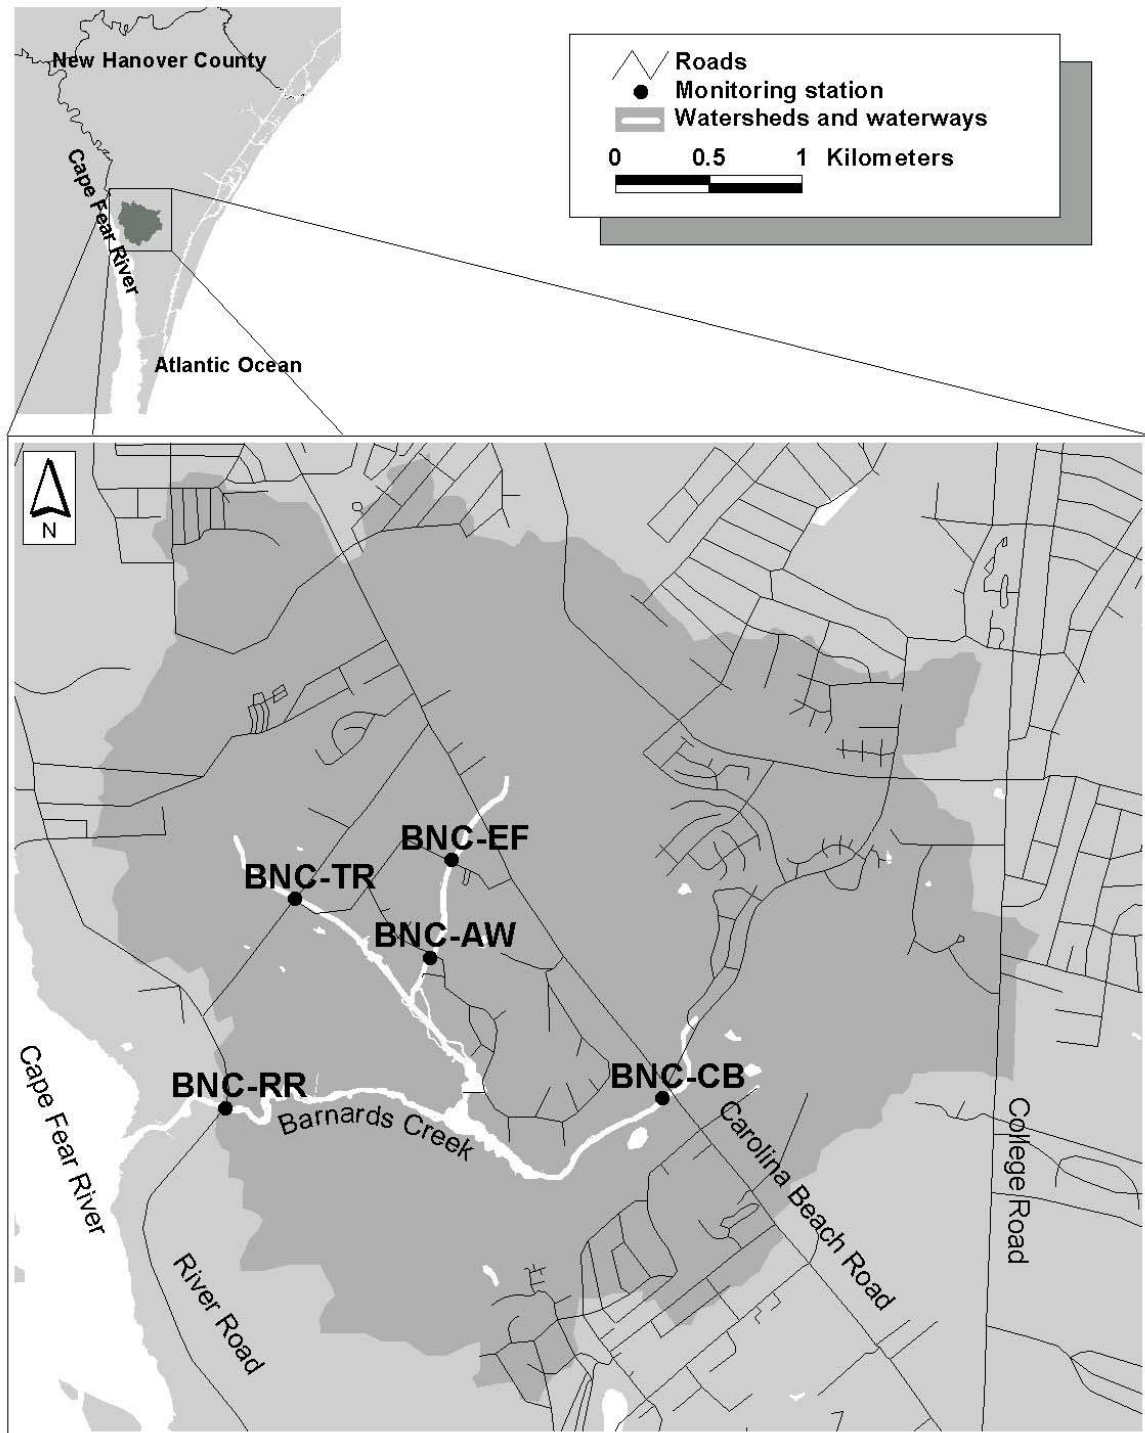 New Hanover County
Cape Fear River
Atlantic Ocean
Roads
Monitoring station
Watersheds and waterways
0 0.5 1 Kilometers
N
BNC-EF
BNC-TR
BNC-AW
BNC-RR
BNC-CB
Barnards Creek
Cape Fear River
River Road
Carolina Beach Road
College Road